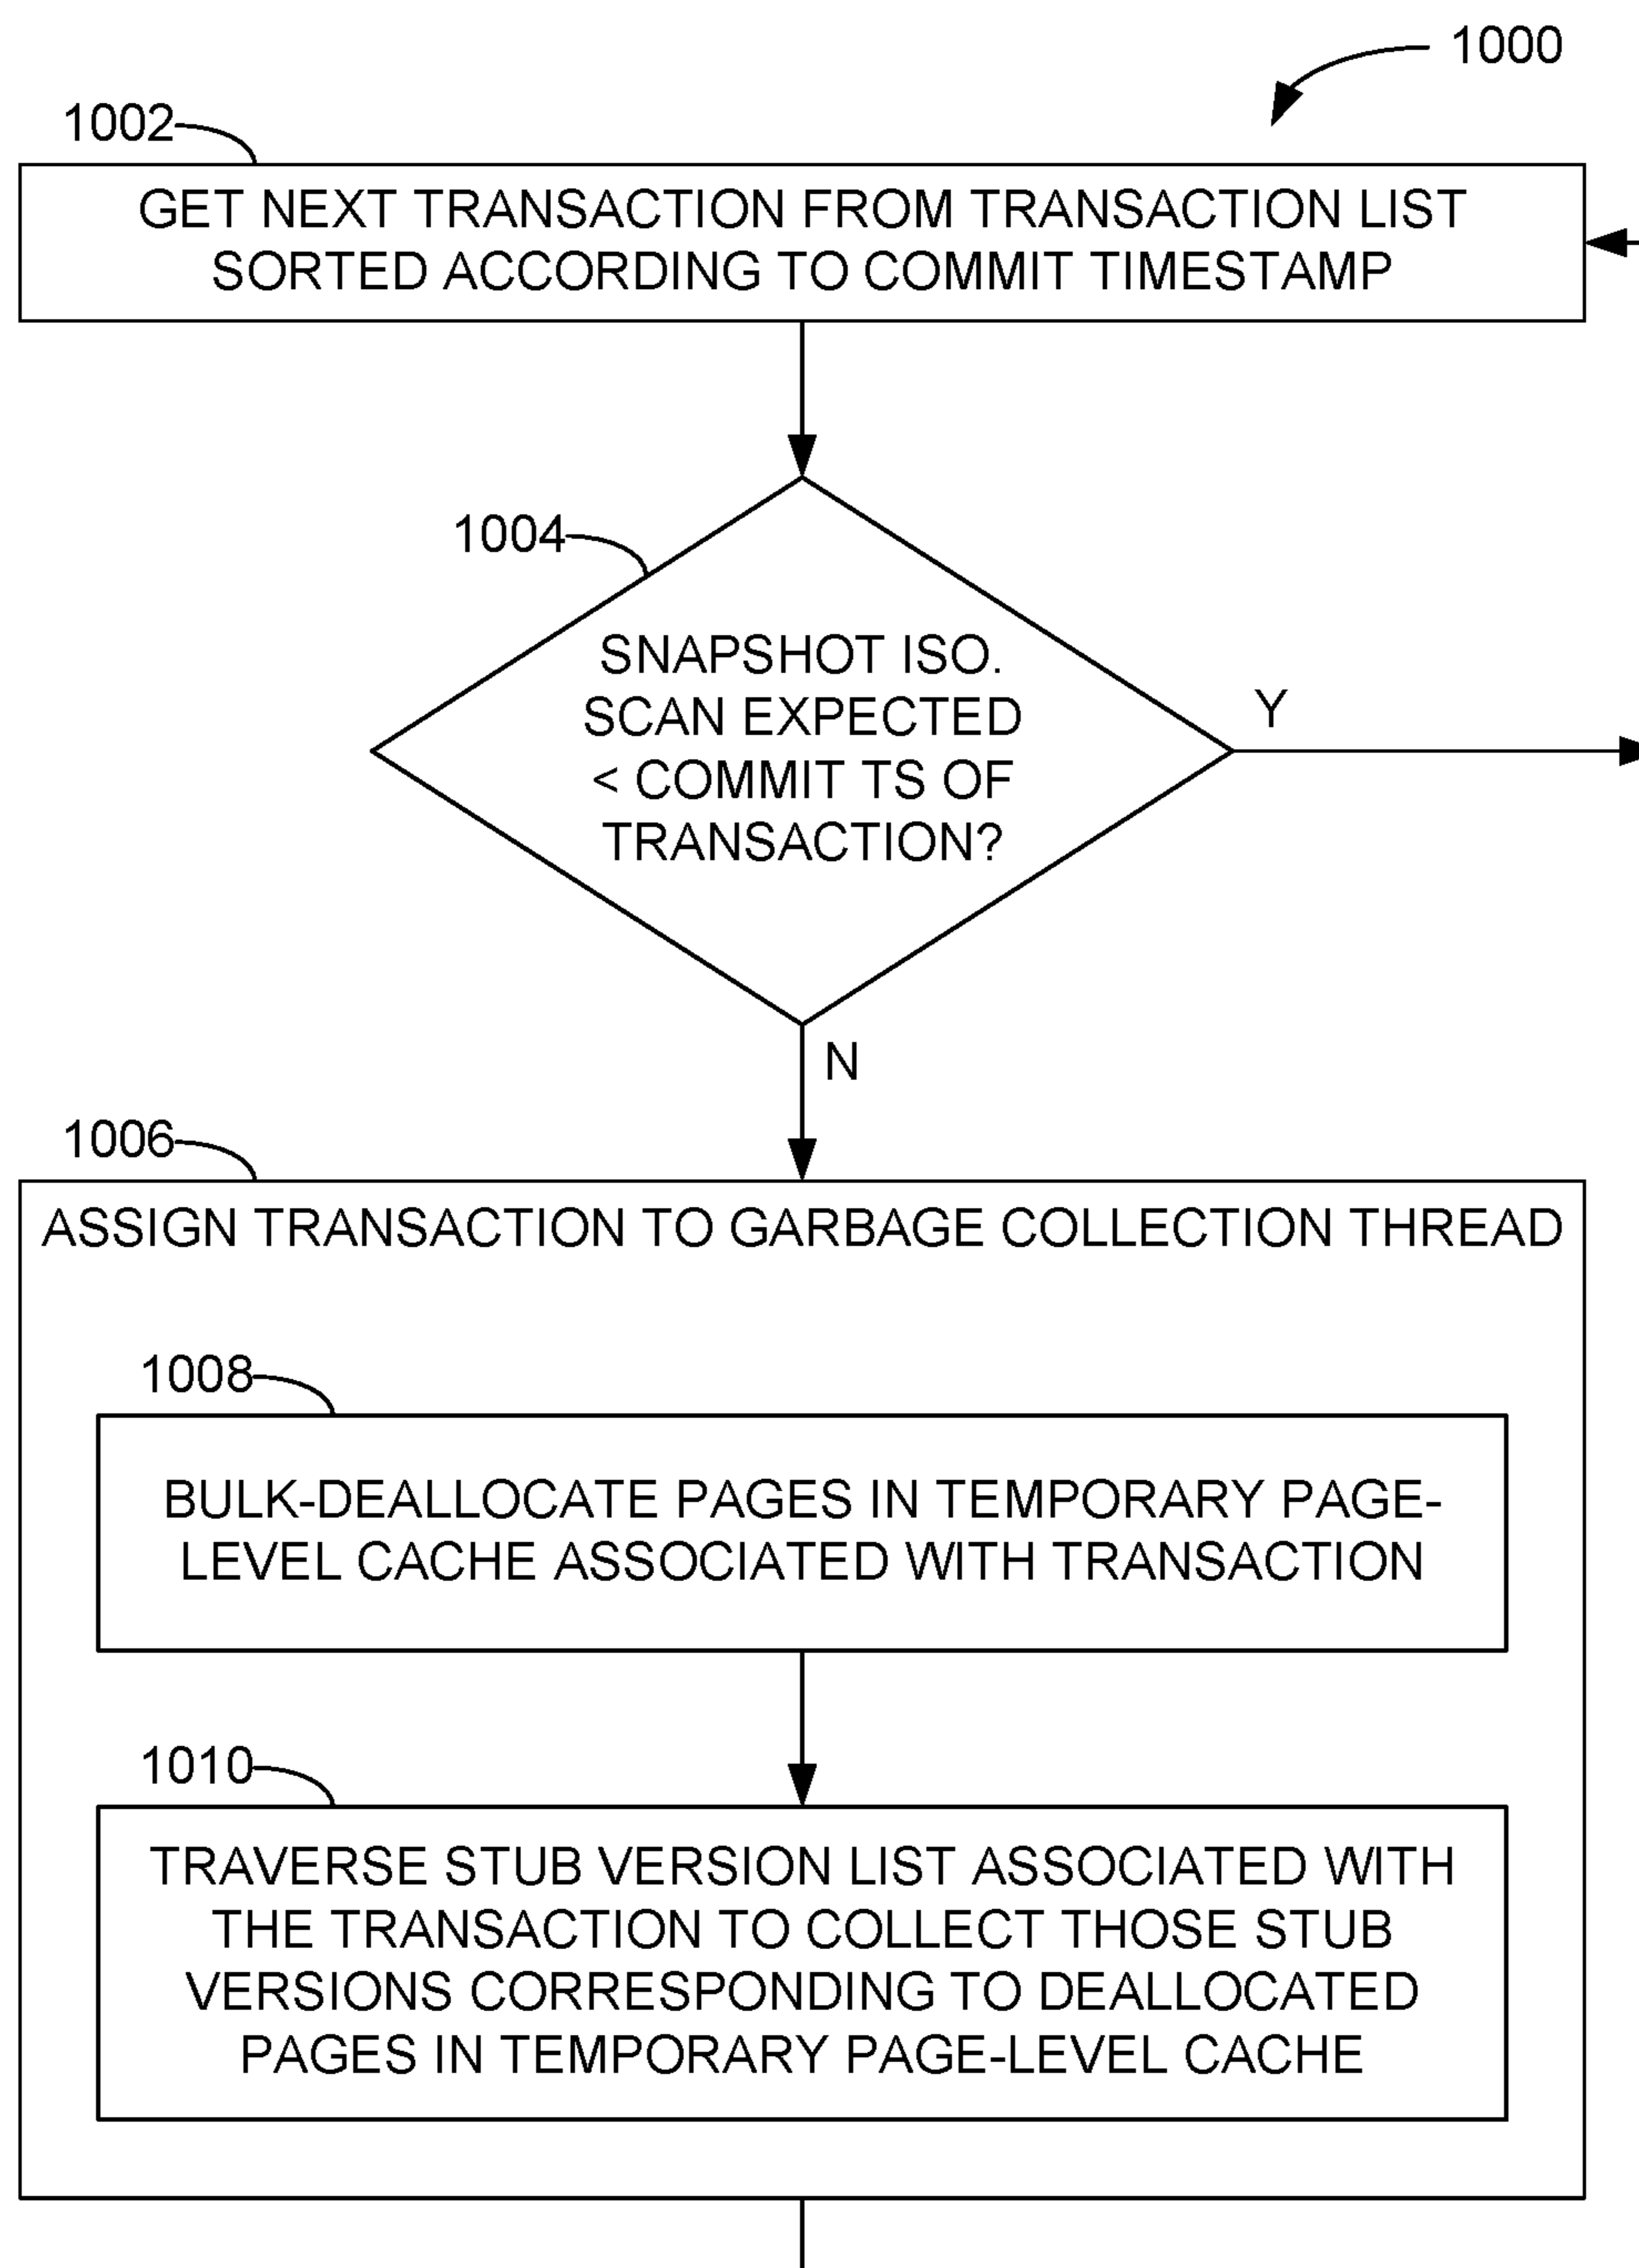 1000
1002
GET NEXT TRANSACTION FROM TRANSACTION LIST
SORTED ACCORDING TO COMMIT TIMESTAMP
1004
SNAPSHOT ISO.
SCAN EXPECTED
< COMMIT TS OF
TRANSACTION?
Y
N
1006
ASSIGN TRANSACTION TO GARBAGE COLLECTION THREAD
1008
BULK-DEALLOCATE PAGES IN TEMPORARY PAGE-
LEVEL CACHE ASSOCIATED WITH TRANSACTION
1010
TRAVERSE STUB VERSION LIST ASSOCIATED WITH
THE TRANSACTION TO COLLECT THOSE STUB
VERSIONS CORRESPONDING TO DEALLOCATED
PAGES IN TEMPORARY PAGE-LEVEL CACHE